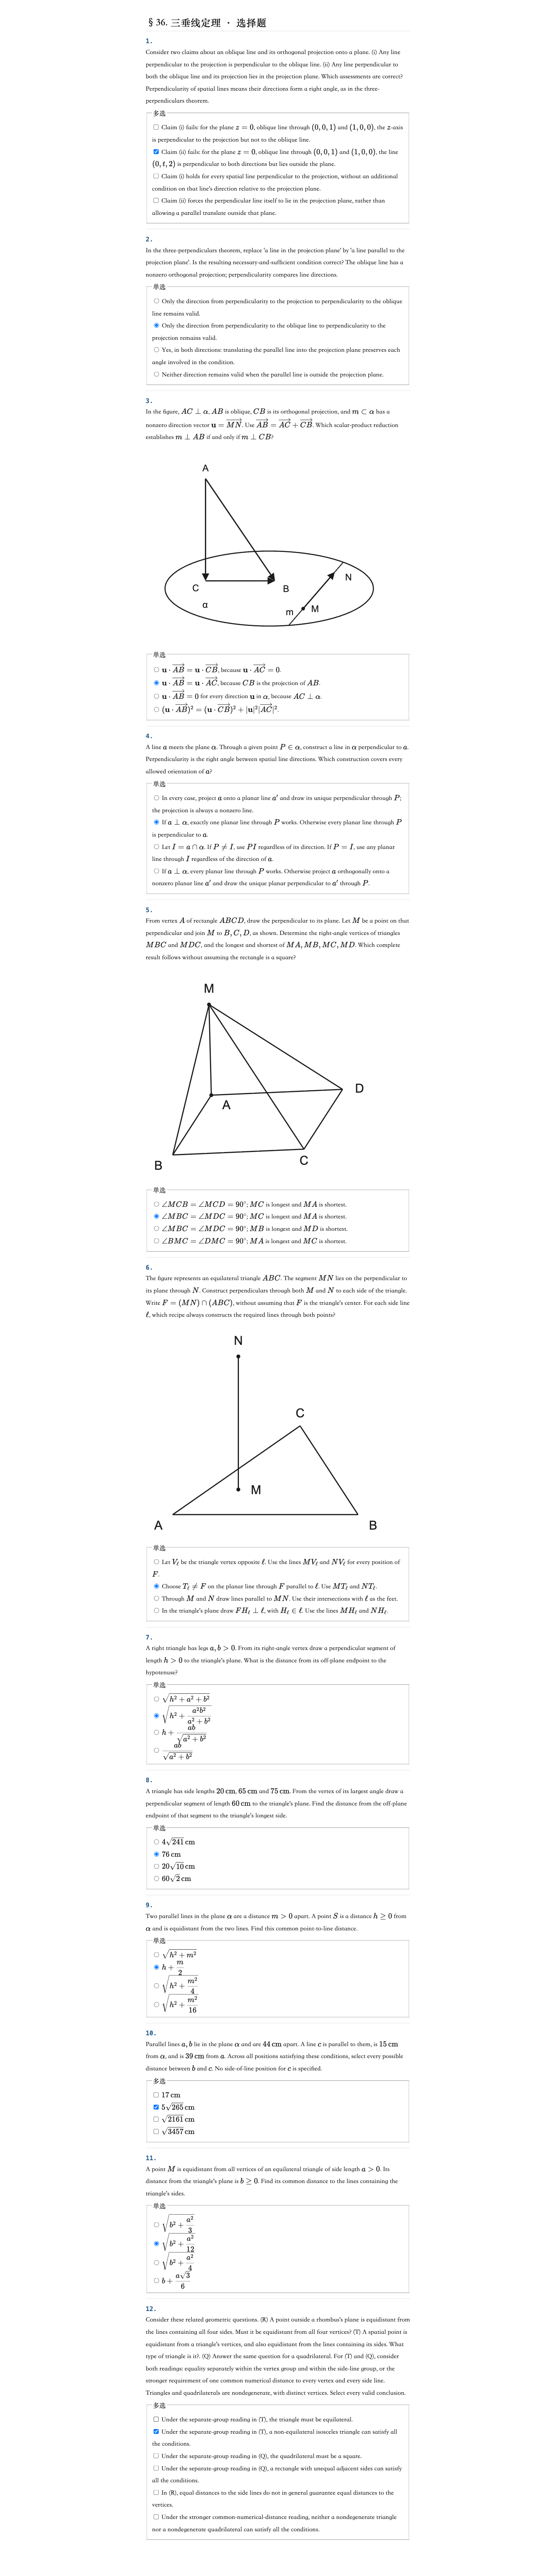 § 36. 三垂线定理 · 选择题
1.
Consider two claims about an oblique line and its orthogonal projection onto a plane. (i) Any line
perpendicular to the projection is perpendicular to the oblique line. (ii) Any line perpendicular to
both the oblique line and its projection lies in the projection plane. Which assessments are correct?
Perpendicularity of spatial lines means their directions form a right angle, as in the three-
perpendiculars theorem.
多选
Claim (i) fails: for the plane z = 0, oblique line through (0, 0, 1) and (1, 0, 0), the z-axis
is perpendicular to the projection but not to the oblique line.
Claim (ii) fails: for the plane z = 0, oblique line through (0, 0, 1) and (1, 0, 0), the line
(0, t, 2) is perpendicular to both directions but lies outside the plane.
Claim (i) holds for every spatial line perpendicular to the projection, without an additional
condition on that line's direction relative to the projection plane.
Claim (ii) forces the perpendicular line itself to lie in the projection plane, rather than
allowing a parallel translate outside that plane.
2.
In the three-perpendiculars theorem, replace 'a line in the projection plane' by 'a line parallel to the
projection plane'. Is the resulting necessary-and-sufficient condition correct? The oblique line has a
nonzero orthogonal projection; perpendicularity compares line directions.
单选
Only the direction from perpendicularity to the projection to perpendicularity to the oblique
line remains valid.
Only the direction from perpendicularity to the oblique line to perpendicularity to the
projection remains valid.
Yes, in both directions: translating the parallel line into the projection plane preserves each
angle involved in the condition.
Neither direction remains valid when the parallel line is outside the projection plane.
3.
In the figure, AC ⊥ α, AB is oblique, CB is its orthogonal projection, and m ⊂ α has a
nonzero direction vector u = MN→. Use AB→ = AC→ + CB→. Which scalar-product reduction
establishes m ⊥ AB if and only if m ⊥ CB?
A
C
B
N
M
m
α
单选
u · AB→ = u · CB→, because u · AC→ = 0.
u · AB→ = u · AC→, because CB is the projection of AB.
u · AB→ = 0 for every direction u in α, because AC ⊥ α.
(u · AB→)² = (u · CB→)² + |u|²|AC→|².
4.
A line a meets the plane α. Through a given point P ∈ α, construct a line in α perpendicular to a.
Perpendicularity is the right angle between spatial line directions. Which construction covers every
allowed orientation of a?
单选
In every case, project a onto a planar line a′ and draw its unique perpendicular through P;
the projection is always a nonzero line.
If a ⊥ α, exactly one planar line through P works. Otherwise every planar line through P
is perpendicular to a.
Let I = a ∩ α. If P ≠ I, use PI regardless of its direction. If P = I, use any planar
line through I regardless of the direction of a.
If a ⊥ α, every planar line through P works. Otherwise project a orthogonally onto a
nonzero planar line a′ and draw the unique planar perpendicular to a′ through P.
5.
From vertex A of rectangle ABCD, draw the perpendicular to its plane. Let M be a point on that
perpendicular and join M to B, C, D, as shown. Determine the right-angle vertices of triangles
MBC and MDC, and the longest and shortest of MA, MB, MC, MD. Which complete
result follows without assuming the rectangle is a square?
M
D
A
B
C
单选
∠MCB = ∠MCD = 90°; MC is longest and MA is shortest.
∠MBC = ∠MDC = 90°; MC is longest and MA is shortest.
∠MBC = ∠MDC = 90°; MB is longest and MD is shortest.
∠BMC = ∠DMC = 90°; MA is longest and MC is shortest.
6.
The figure represents an equilateral triangle ABC. The segment MN lies on the perpendicular to
its plane through N. Construct perpendiculars through both M and N to each side of the triangle.
Write F = (MN) ∩ (ABC), without assuming that F is the triangle's center. For each side line
ℓ, which recipe always constructs the required lines through both points?
N
C
M
A
B
单选
Let Vℓ be the triangle vertex opposite ℓ. Use the lines MVℓ and NVℓ for every position of
F.
Choose Tℓ ≠ F on the planar line through F parallel to ℓ. Use MTℓ and NTℓ.
Through M and N draw lines parallel to MN. Use their intersections with ℓ as the feet.
In the triangle's plane draw FHℓ ⊥ ℓ, with Hℓ ∈ ℓ. Use the lines MHℓ and NHℓ.
7.
A right triangle has legs a, b > 0. From its right-angle vertex draw a perpendicular segment of
length h > 0 to the triangle's plane. What is the distance from its off-plane endpoint to the
hypotenuse?
单选
√(h² + a² + b²)
√(h² + a²b²/(a² + b²))
h + ab/√(a² + b²)
ab/√(a² + b²)
8.
A triangle has side lengths 20 cm, 65 cm and 75 cm. From the vertex of its largest angle draw a
perpendicular segment of length 60 cm to the triangle's plane. Find the distance from the off-plane
endpoint of that segment to the triangle's longest side.
单选
4√241 cm
76 cm
20√10 cm
60√2 cm
9.
Two parallel lines in the plane α are a distance m > 0 apart. A point S is a distance h ≥ 0 from
α and is equidistant from the two lines. Find this common point-to-line distance.
单选
√(h² + m²)
h + m/2
√(h² + m²/4)
√(h² + m²/16)
10.
Parallel lines a, b lie in the plane α and are 44 cm apart. A line c is parallel to them, is 15 cm
from α, and is 39 cm from a. Across all positions satisfying these conditions, select every possible
distance between b and c. No side-of-line position for c is specified.
多选
17 cm
5√265 cm
√2161 cm
√3457 cm
11.
A point M is equidistant from all vertices of an equilateral triangle of side length a > 0. Its
distance from the triangle's plane is b ≥ 0. Find its common distance to the lines containing the
triangle's sides.
单选
√(b² + a²/3)
√(b² + a²/12)
√(b² + a²/4)
b + a√3/6
12.
Consider these related geometric questions. (R) A point outside a rhombus's plane is equidistant from
the lines containing all four sides. Must it be equidistant from all four vertices? (T) A spatial point is
equidistant from a triangle's vertices, and also equidistant from the lines containing its sides. What
type of triangle is it?. (Q) Answer the same question for a quadrilateral. For (T) and (Q), consider
both readings: equality separately within the vertex group and within the side-line group, or the
stronger requirement of one common numerical distance to every vertex and every side line.
Triangles and quadrilaterals are nondegenerate, with distinct vertices. Select every valid conclusion.
多选
Under the separate-group reading in (T), the triangle must be equilateral.
Under the separate-group reading in (T), a non-equilateral isosceles triangle can satisfy all
the conditions.
Under the separate-group reading in (Q), the quadrilateral must be a square.
Under the separate-group reading in (Q), a rectangle with unequal adjacent sides can satisfy
all the conditions.
In (R), equal distances to the side lines do not in general guarantee equal distances to the
vertices.
Under the stronger common-numerical-distance reading, neither a nondegenerate triangle
nor a nondegenerate quadrilateral can satisfy all the conditions.